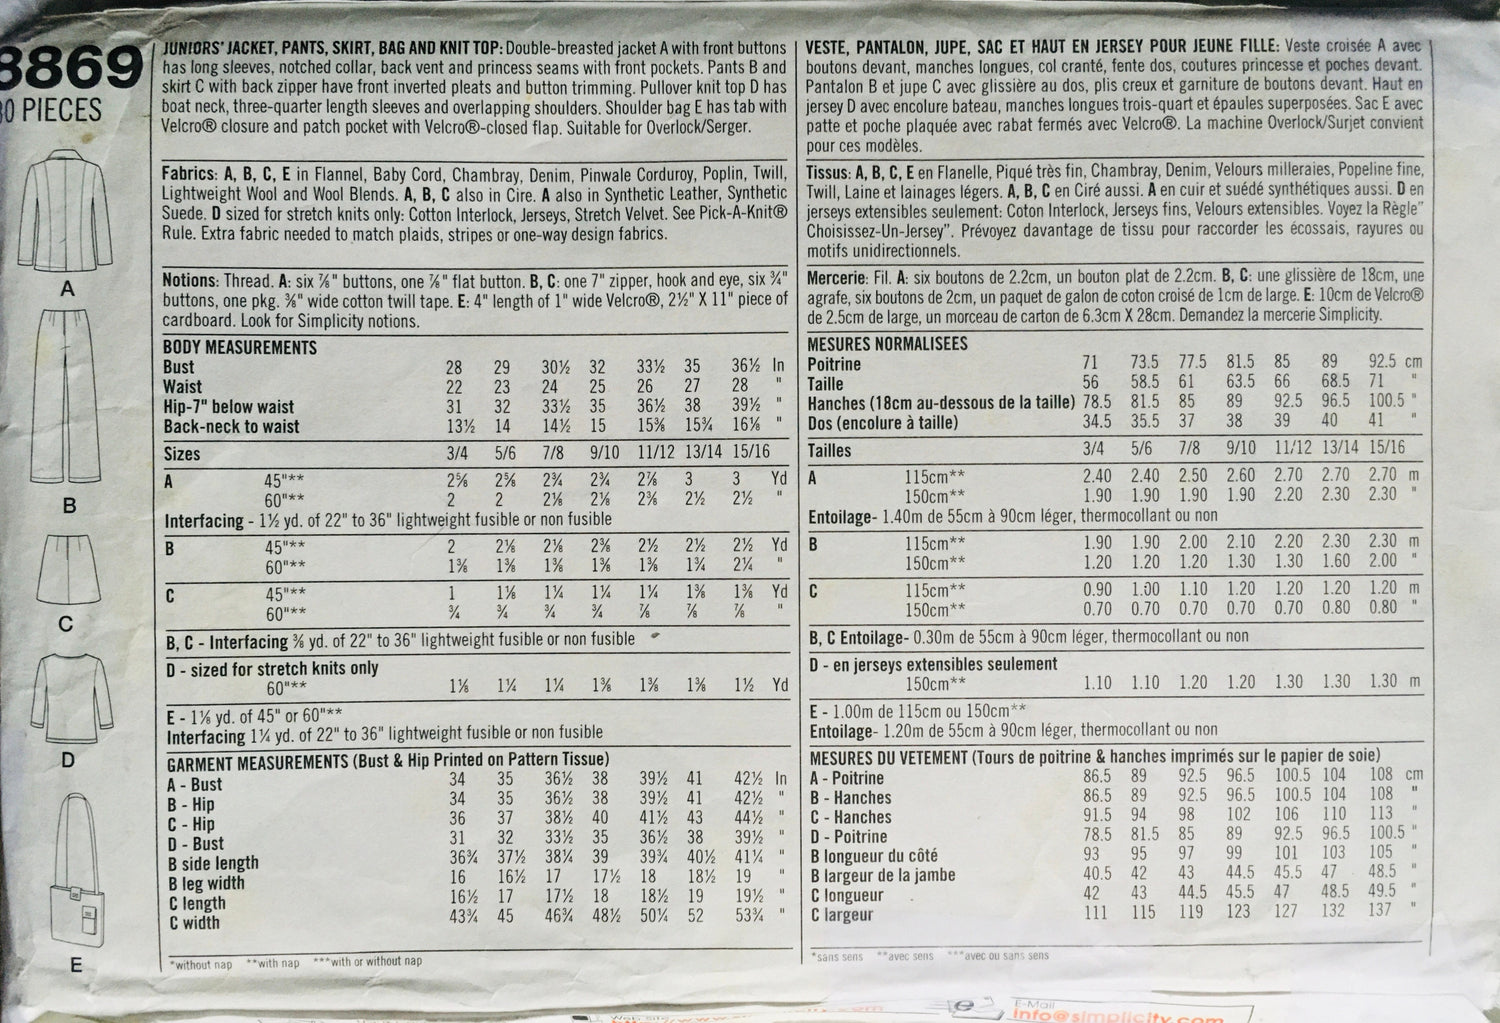 8869
30 PIECES
A
B
C
D
E
JUNIORS' JACKET, PANTS, SKIRT, BAG AND KNIT TOP: Double-breasted jacket A with front buttons
has long sleeves, notched collar, back vent and princess seams with front pockets. Pants B and
skirt C with back zipper have front inverted pleats and button trimming. Pullover knit top D has
boat neck, three-quarter length sleeves and overlapping shoulders. Shoulder bag E has tab with
Velcro® closure and patch pocket with Velcro®-closed flap. Suitable for Overlock/Serger.
Fabrics: A, B, C, E in Flannel, Baby Cord, Chambray, Denim, Pinwale Corduroy, Poplin, Twill,
Lightweight Wool and Wool Blends. A, B, C also in Cire. A also in Synthetic Leather, Synthetic
Suede. D sized for stretch knits only: Cotton Interlock, Jerseys, Stretch Velvet. See Pick-A-Knit®
Rule. Extra fabric needed to match plaids, stripes or one-way design fabrics.
Notions: Thread. A: six ⅞" buttons, one ⅞" flat button. B, C: one 7" zipper, hook and eye, six ¾"
buttons, one pkg. ⅜" wide cotton twill tape. E: 4" length of 1" wide Velcro®, 2½" X 11" piece of
cardboard. Look for Simplicity notions.
BODY MEASUREMENTS
Bust 28 29 30½ 32 33½ 35 36½ In
Waist 22 23 24 25 26 27 28 "
Hip-7" below waist 31 32 33½ 35 36½ 38 39½ "
Back-neck to waist 13½ 14 14½ 15 15⅜ 15¾ 16⅛ "
Sizes 3/4 5/6 7/8 9/10 11/12 13/14 15/16
A 45"** 2⅝ 2⅝ 2¾ 2¾ 2⅞ 3 3 Yd
60"** 2 2 2⅛ 2⅛ 2⅜ 2½ 2½ "
Interfacing - 1½ yd. of 22" to 36" lightweight fusible or non fusible
B 45"** 2 2⅛ 2⅛ 2⅜ 2½ 2½ 2½ Yd
60"** 1⅜ 1⅜ 1⅜ 1⅜ 1⅜ 1¾ 2¼ "
C 45"** 1 1⅛ 1¼ 1¼ 1¼ 1⅜ 1⅜ Yd
60"** ¾ ¾ ¾ ¾ ⅞ ⅞ ⅞ "
B, C - Interfacing ⅜ yd. of 22" to 36" lightweight fusible or non fusible
D - sized for stretch knits only
60"** 1⅛ 1¼ 1¼ 1⅜ 1⅜ 1⅜ 1½ Yd
E - 1⅛ yd. of 45" or 60"**
Interfacing 1¼ yd. of 22" to 36" lightweight fusible or non fusible
GARMENT MEASUREMENTS (Bust & Hip Printed on Pattern Tissue)
A - Bust 34 35 36½ 38 39½ 41 42½ In
B - Hip 34 35 36½ 38 39½ 41 42½ "
C - Hip 36 37 38½ 40 41½ 43 44½ "
D - Bust 31 32 33½ 35 36½ 38 39½ "
B side length 36¾ 37½ 38¼ 39 39¾ 40½ 41¼ "
B leg width 16 16½ 17 17½ 18 18½ 19 "
C length 16½ 17 17½ 18 18½ 19 19½ "
C width 43¾ 45 46¾ 48½ 50¼ 52 53¾ "
*without nap **with nap ***with or without nap
VESTE, PANTALON, JUPE, SAC ET HAUT EN JERSEY POUR JEUNE FILLE: Veste croisée A avec
boutons devant, manches longues, col cranté, fente dos, coutures princesse et poches devant.
Pantalon B et jupe C avec glissière au dos, plis creux et garniture de boutons devant. Haut en
jersey D avec encolure bateau, manches longues trois-quart et épaules superposées. Sac E avec
patte et poche plaquée avec rabat fermés avec Velcro®. La machine Overlock/Surjet convient
pour ces modèles.
Tissus: A, B, C, E en Flanelle, Piqué très fin, Chambray, Denim, Velours milleraies, Popeline fine,
Twill, Laine et lainages légers. A, B, C en Ciré aussi. A en cuir et suédé synthétiques aussi. D en
jerseys extensibles seulement: Coton Interlock, Jerseys fins, Velours extensibles. Voyez la Règle"
Choisissez-Un-Jersey". Prévoyez davantage de tissu pour raccorder les écossais, rayures ou
motifs unidirectionnels.
Mercerie: Fil. A: six boutons de 2.2cm, un bouton plat de 2.2cm. B, C: une glissière de 18cm, une
agrafe, six boutons de 2cm, un paquet de galon de coton croisé de 1cm de large. E: 10cm de Velcro®
de 2.5cm de large, un morceau de carton de 6.3cm X 28cm. Demandez la mercerie Simplicity.
MESURES NORMALISEES
Poitrine 71 73.5 77.5 81.5 85 89 92.5 cm
Taille 56 58.5 61 63.5 66 68.5 71 "
Hanches (18cm au-dessous de la taille) 78.5 81.5 85 89 92.5 96.5 100.5 "
Dos (encolure à taille) 34.5 35.5 37 38 39 40 41 "
Tailles 3/4 5/6 7/8 9/10 11/12 13/14 15/16
A 115cm** 2.40 2.40 2.50 2.60 2.70 2.70 2.70 m
150cm** 1.90 1.90 1.90 1.90 2.20 2.30 2.30 "
Entoilage- 1.40m de 55cm à 90cm léger, thermocollant ou non
B 115cm** 1.90 1.90 2.00 2.10 2.20 2.30 2.30 m
150cm** 1.20 1.20 1.20 1.30 1.30 1.60 2.00 "
C 115cm** 0.90 1.00 1.10 1.20 1.20 1.20 1.20 m
150cm** 0.70 0.70 0.70 0.70 0.70 0.80 0.80 "
B, C Entoilage- 0.30m de 55cm à 90cm léger, thermocollant ou non
D - en jerseys extensibles seulement
150cm** 1.10 1.10 1.20 1.20 1.30 1.30 1.30 m
E - 1.00m de 115cm ou 150cm**
Entoilage- 1.20m de 55cm à 90cm léger, thermocollant ou non
MESURES DU VETEMENT (Tours de poitrine & hanches imprimés sur le papier de soie)
A - Poitrine 86.5 89 92.5 96.5 100.5 104 108 cm
B - Hanches 86.5 89 92.5 96.5 100.5 104 108 "
C - Hanches 91.5 94 98 102 106 110 113 "
D - Poitrine 78.5 81.5 85 89 92.5 96.5 100.5 "
B longueur du côté 93 95 97 99 101 103 105 "
B largeur de la jambe 40.5 42 43 44.5 45.5 47 48.5 "
C longueur 42 43 44.5 45.5 47 48.5 49.5 "
C largeur 111 115 119 123 127 132 137 "
*sans sens **avec sens ***avec ou sans sens
E-Mail
info@simplicity.com